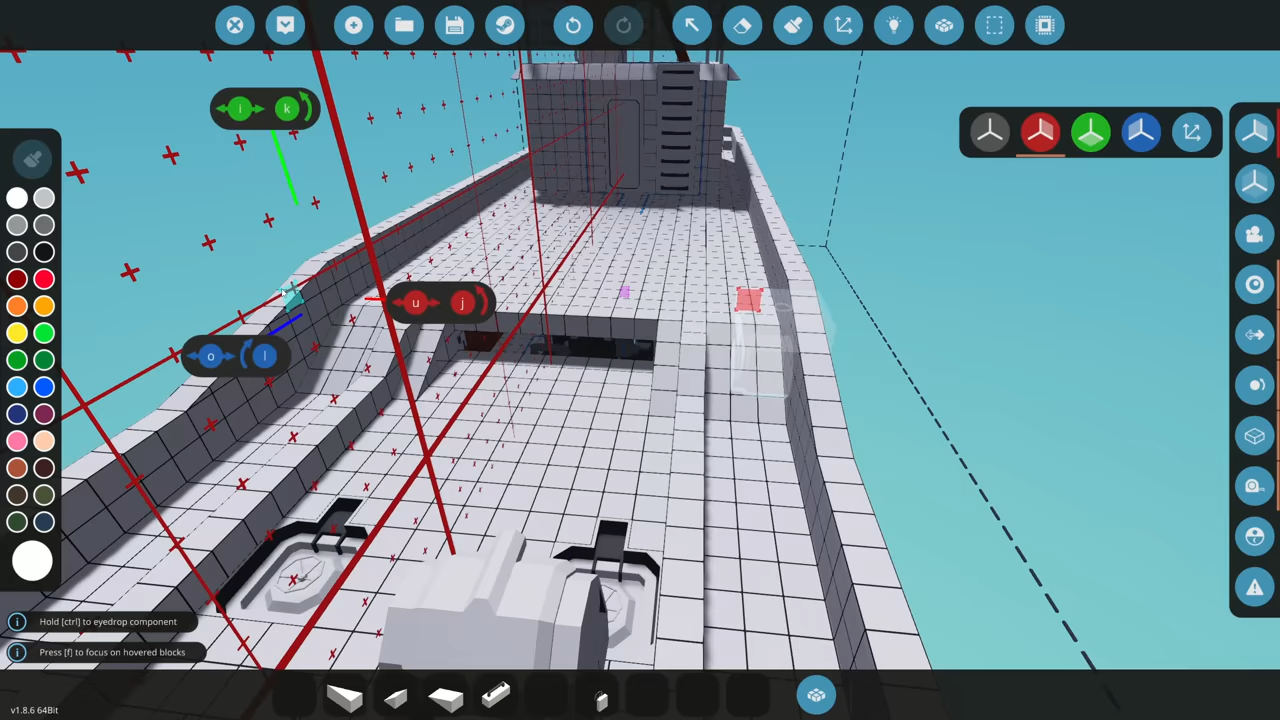 i k
u j
o l
Hold [ctrl] to eyedrop component
Press [f] to focus on hovered blocks
v1.8.6 64Bit